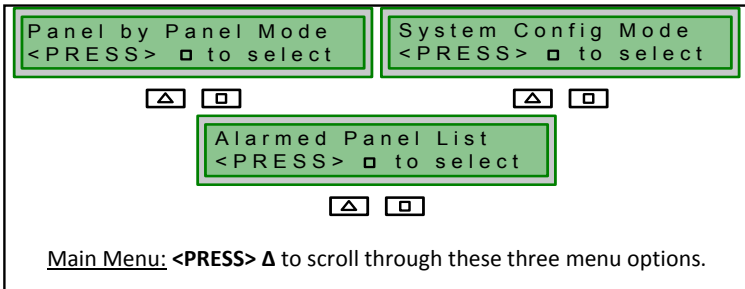 Panel by Panel Mode
<PRESS> □ to select
System Config Mode
<PRESS> □ to select
Alarmed Panel List
<PRESS> □ to select
Main Menu: <PRESS> Δ to scroll through these three menu options.